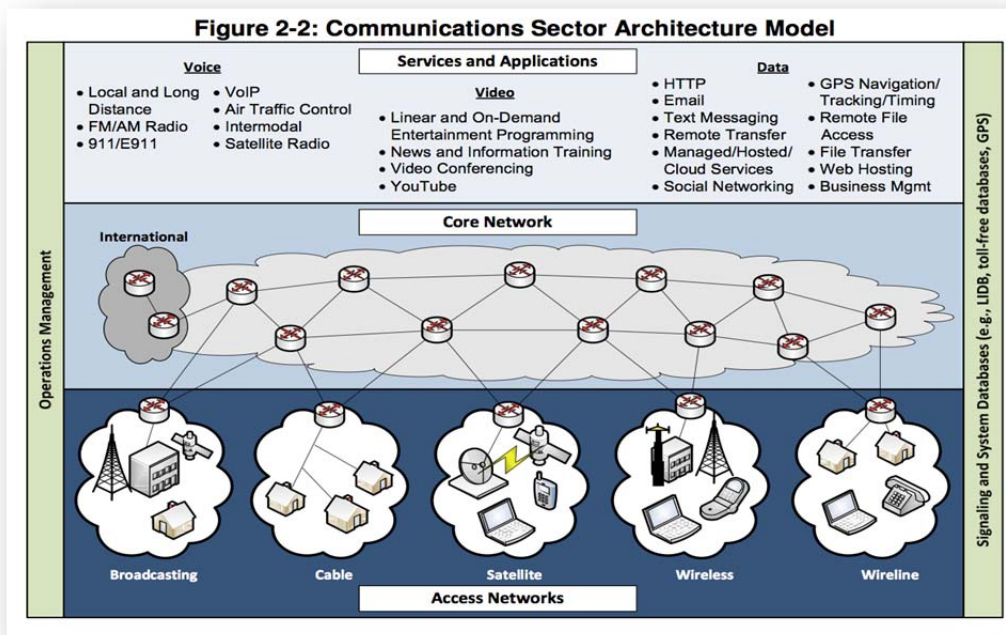 Figure 2-2: Communications Sector Architecture Model
Operations Management
Services and Applications
Voice
• Local and Long
Distance
• FM/AM Radio
• 911/E911
• VoIP
• Air Traffic Control
• Intermodal
• Satellite Radio
Video
• Linear and On-Demand
Entertainment Programming
• News and Information Training
• Video Conferencing
• YouTube
Data
• HTTP
• Email
• Text Messaging
• Remote Transfer
• Managed/Hosted/
Cloud Services
• Social Networking
• GPS Navigation/
Tracking/Timing
• Remote File
Access
• File Transfer
• Web Hosting
• Business Mgmt
Core Network
International
Broadcasting
Cable
Satellite
Wireless
Wireline
Access Networks
Signaling and System Databases (e.g., LIDB, toll-free databases, GPS)